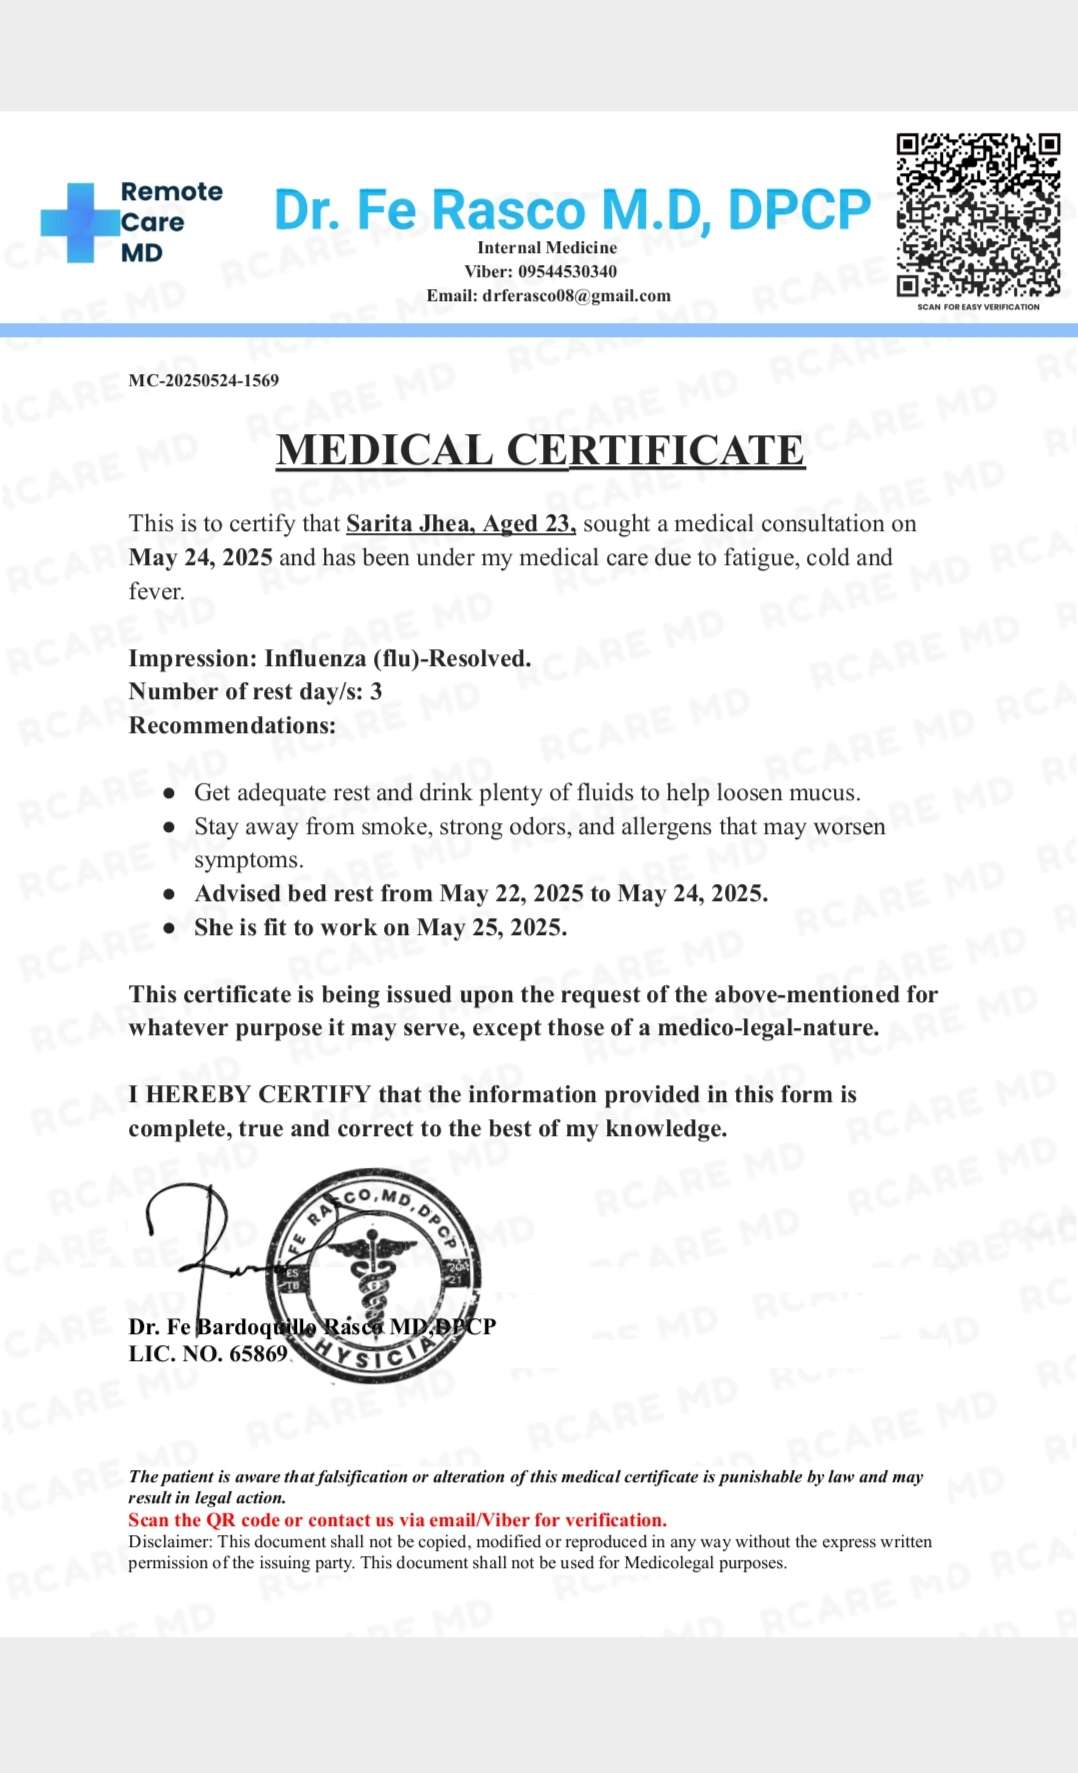 Remote
Care
MD
Dr. Fe Rasco M.D, DPCP
Internal Medicine
Viber: 09544530340
Email: drferasco08@gmail.com
SCAN FOR EASY VERIFICATION
MC-20250524-1569
MEDICAL CERTIFICATE
This is to certify that Sarita Jhea, Aged 23, sought a medical consultation on
May 24, 2025 and has been under my medical care due to fatigue, cold and
fever.
Impression: Influenza (flu)-Resolved.
Number of rest day/s: 3
Recommendations:
● Get adequate rest and drink plenty of fluids to help loosen mucus.
● Stay away from smoke, strong odors, and allergens that may worsen
symptoms.
● Advised bed rest from May 22, 2025 to May 24, 2025.
● She is fit to work on May 25, 2025.
This certificate is being issued upon the request of the above-mentioned for
whatever purpose it may serve, except those of a medico-legal-nature.
I HEREBY CERTIFY that the information provided in this form is
complete, true and correct to the best of my knowledge.
FE RASCO, MD, DPCP
PHYSICIAN
Dr. Fe Bardoquillo Rasco MD,DPCP
LIC. NO. 65869
The patient is aware that falsification or alteration of this medical certificate is punishable by law and may
result in legal action.
Scan the QR code or contact us via email/Viber for verification.
Disclaimer: This document shall not be copied, modified or reproduced in any way without the express written
permission of the issuing party. This document shall not be used for Medicolegal purposes.
RCARE MD